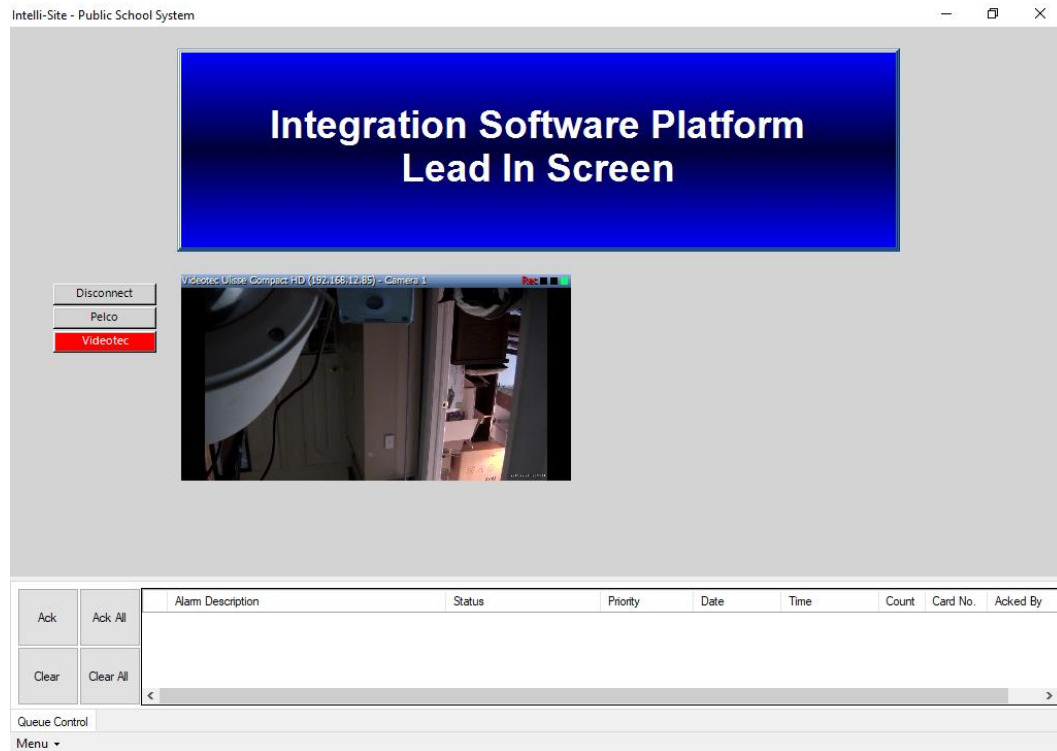 Intelli-Site - Public School System
Integration Software Platform
Lead In Screen
Disconnect
Pelco
Videotec
Videotec Ulisse Compact HD (192.168.12.85) - Camera 1 Rec
Ack
Ack All
Clear
Clear All
Alarm Description Status Priority Date Time Count Card No. Acked By
Queue Control
Menu